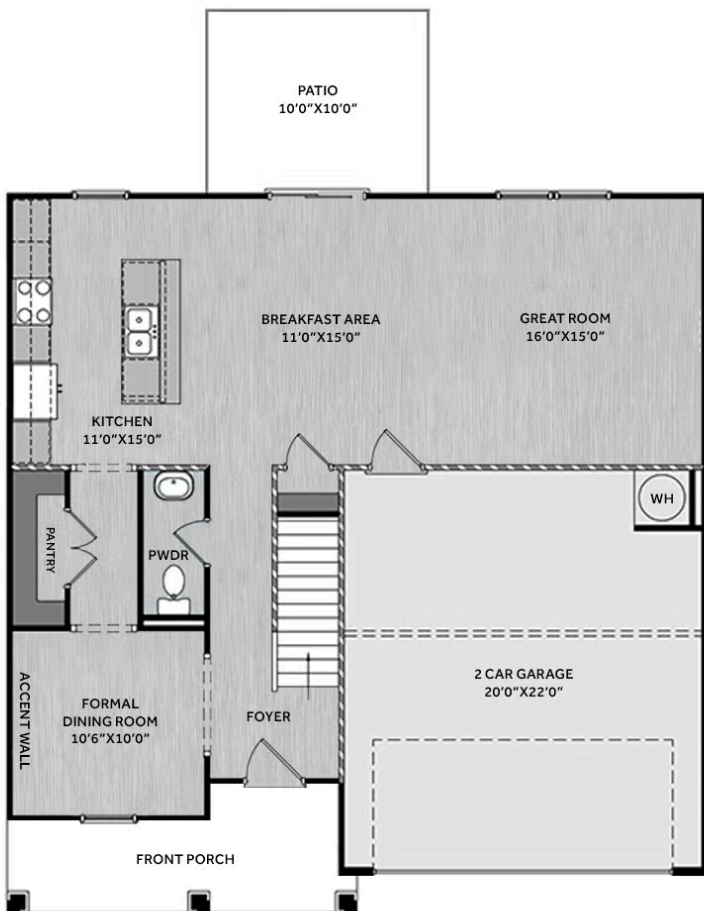 PATIO
10'0"X10'0"
BREAKFAST AREA
11'0"X15'0"
GREAT ROOM
16'0"X15'0"
KITCHEN
11'0"X15'0"
WH
PANTRY
PWDR
2 CAR GARAGE
20'0"X22'0"
ACCENT WALL
FORMAL
DINING ROOM
10'6"X10'0"
FOYER
FRONT PORCH